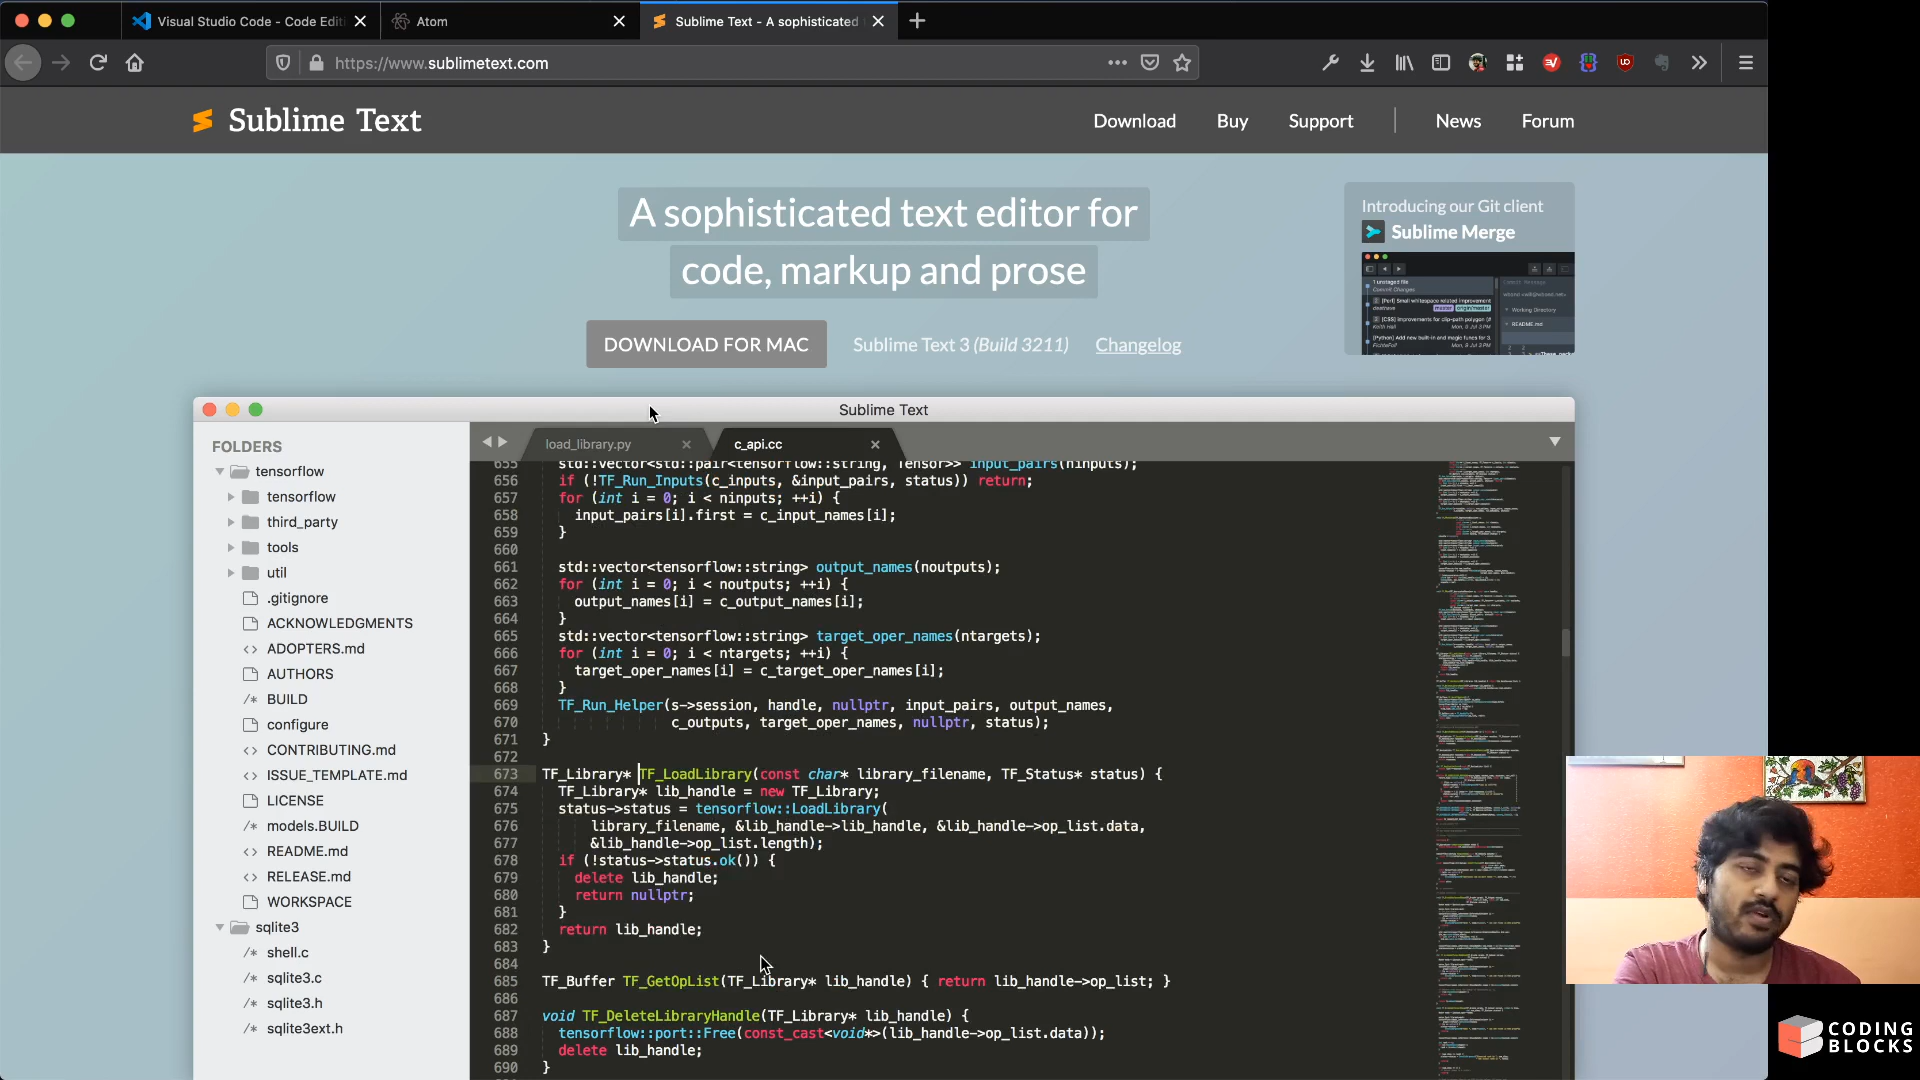 Visual Studio Code - Code Edit
Atom
Sublime Text - A sophisticated
https://www.sublimetext.com
Sublime Text
Download
Buy
Support
News
Forum
A sophisticated text editor for
code, markup and prose
Introducing our Git client
Sublime Merge
DOWNLOAD FOR MAC
Sublime Text 3 (Build 3211)
Changelog
Sublime Text
FOLDERS
tensorflow
tensorflow
third_party
tools
util
.gitignore
ACKNOWLEDGMENTS
<> ADOPTERS.md
AUTHORS
/* BUILD
configure
<> CONTRIBUTING.md
<> ISSUE_TEMPLATE.md
LICENSE
<> models.BUILD
<> README.md
<> RELEASE.md
WORKSPACE
sqlite3
/* shell.c
/* sqlite3.c
/* sqlite3.h
/* sqlite3ext.h
load_library.py
c_api.cc
655 std::vector<std::pair<tensorflow::string, Tensor>> input_pairs(ninputs);
656 if (!TF_Run_Inputs(c_inputs, &input_pairs, status)) return;
657 for (int i = 0; i < ninputs; ++i) {
658 input_pairs[i].first = c_input_names[i];
659 }
660
661 std::vector<tensorflow::string> output_names(noutputs);
662 for (int i = 0; i < noutputs; ++i) {
663 output_names[i] = c_output_names[i];
664 }
665 std::vector<tensorflow::string> target_oper_names(ntargets);
666 for (int i = 0; i < ntargets; ++i) {
667 target_oper_names[i] = c_target_oper_names[i];
668 }
669 TF_Run_Helper(s->session, handle, nullptr, input_pairs, output_names,
670 c_outputs, target_oper_names, nullptr, status);
671 }
672
673 TF_Library* TF_LoadLibrary(const char* library_filename, TF_Status* status) {
674 TF_Library* lib_handle = new TF_Library;
675 status->status = tensorflow::LoadLibrary(
676 library_filename, &lib_handle->lib_handle, &lib_handle->op_list.data,
677 &lib_handle->op_list.length);
678 if (!status->status.ok()) {
679 delete lib_handle;
680 return nullptr;
681 }
682 return lib_handle;
683 }
684
685 TF_Buffer TF_GetOpList(TF_Library* lib_handle) { return lib_handle->op_list; }
686
687 void TF_DeleteLibraryHandle(TF_Library* lib_handle) {
688 tensorflow::port::Free(const_cast<void*>(lib_handle->op_list.data));
689 delete lib_handle;
690 }
CODING
BLOCKS